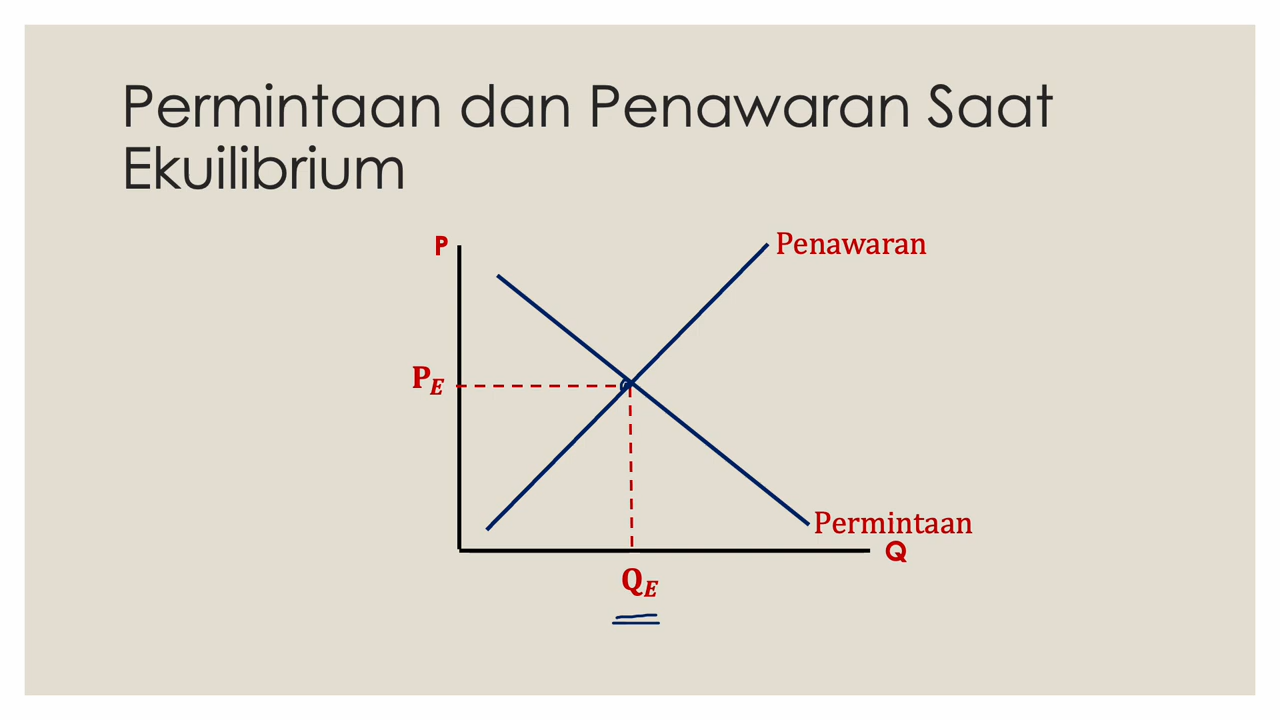 Permintaan dan Penawaran Saat
Ekuilibrium
P
Penawaran
P_E
Permintaan
Q
Q_E